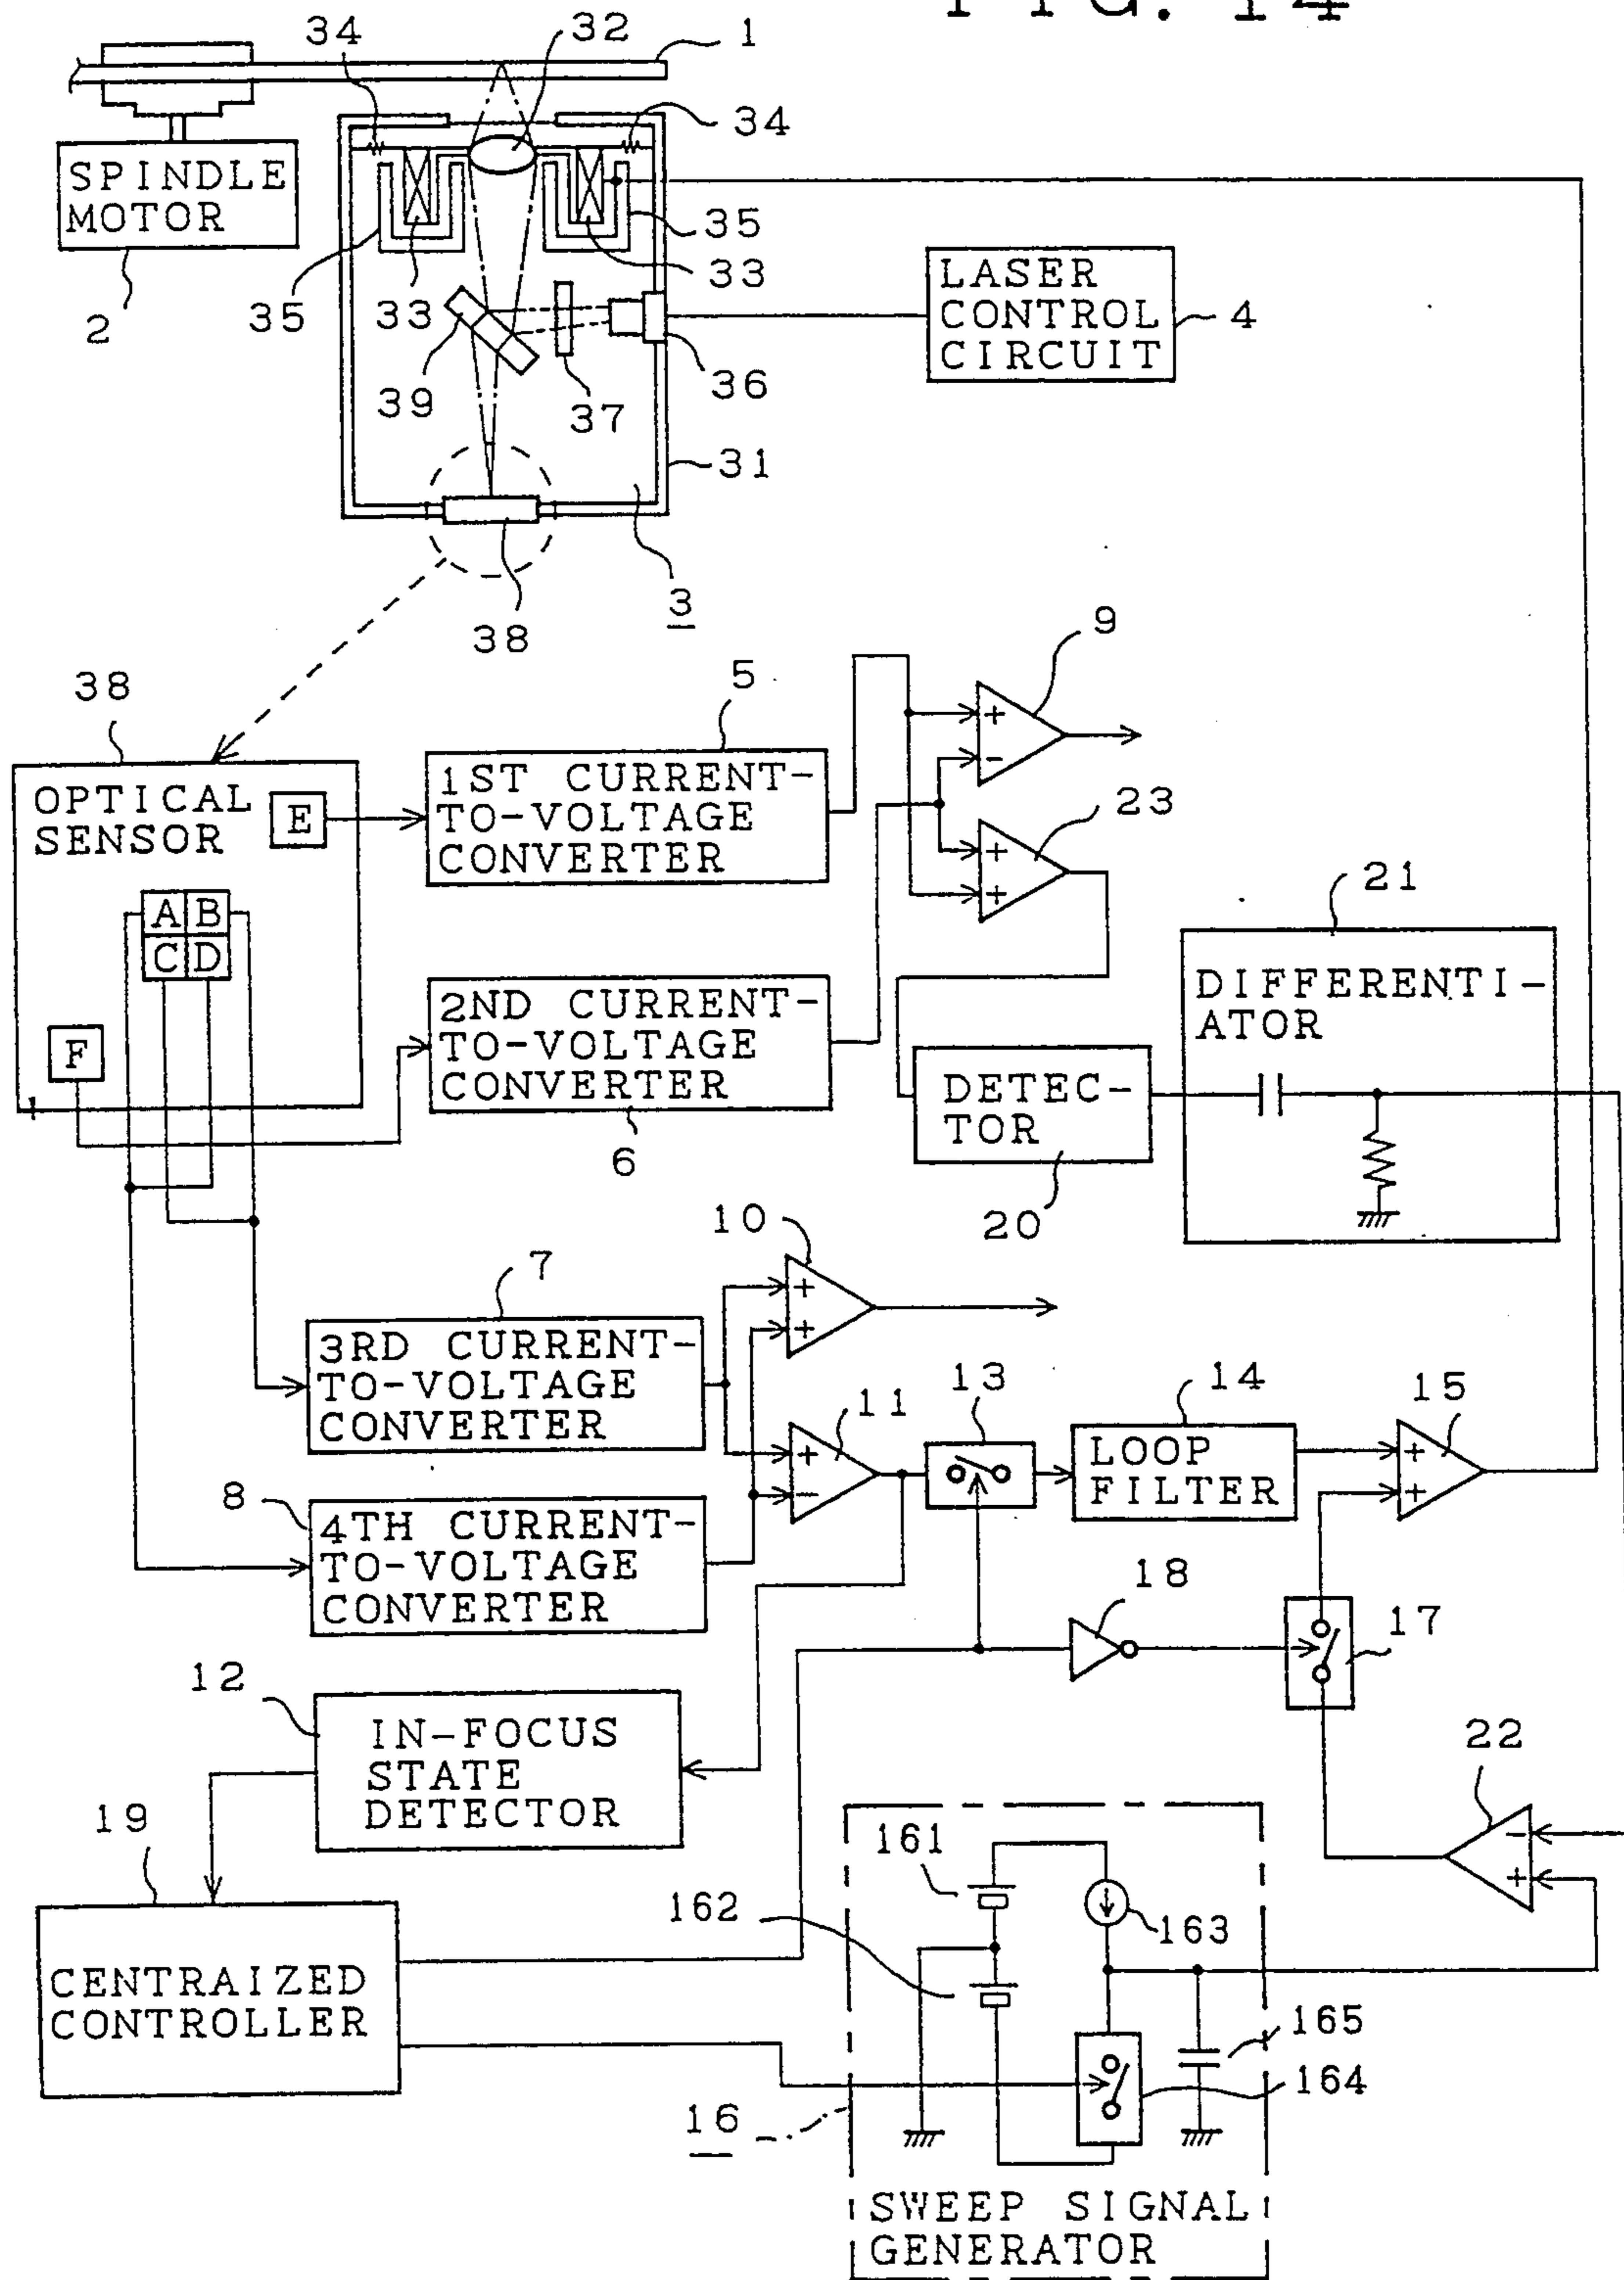 FIG. 14
34
32
1
34
SPINDLE
MOTOR
2
35
33
35
33
39
37
36
LASER
CONTROL
CIRCUIT
4
31
3
38
38
OPTICAL
SENSOR
E
A B
C D
F
5
1ST CURRENT-
TO-VOLTAGE
CONVERTER
2ND CURRENT-
TO-VOLTAGE
CONVERTER
6
9
+
-
23
+
+
21
DIFFERENTI-
ATOR
DETEC-
TOR
20
10
+
+
7
3RD CURRENT-
TO-VOLTAGE
CONVERTER
8
4TH CURRENT-
TO-VOLTAGE
CONVERTER
11
+
-
13
14
LOOP
FILTER
15
+
+
18
17
12
IN-FOCUS
STATE
DETECTOR
22
-
+
19
CENTRAIZED
CONTROLLER
161
162
163
165
164
16
SWEEP SIGNAL
GENERATOR